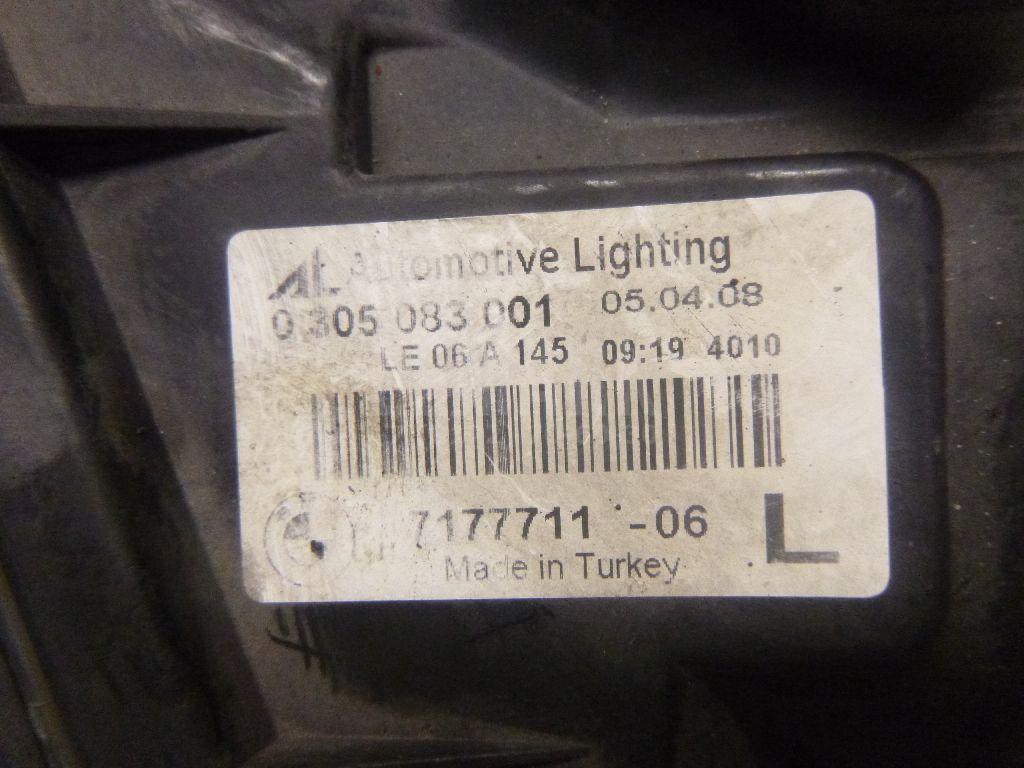 AL Automotive Lighting
0 305 083 001 05.04.08
LE 06 A 145 09:19 4010
7177711 -06 L
Made in Turkey